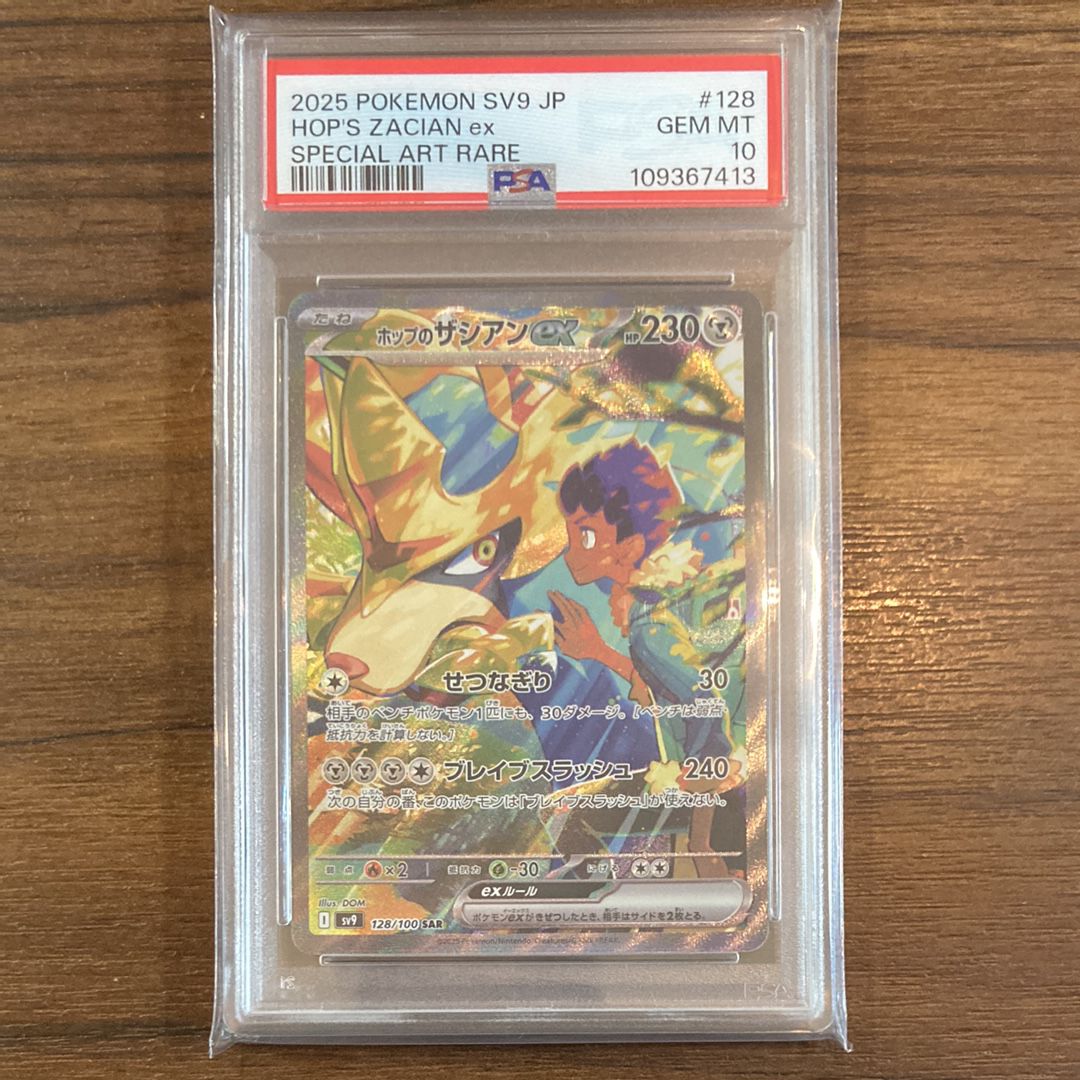 2025 POKEMON SV9 JP #128
HOP'S ZACIAN ex GEM MT
SPECIAL ART RARE 10
PSA 109367413
たね ホップのザシアンex HP230
せつなぎり 30
相手のベンチポケモン1匹にも、30ダメージ。[ベンチは弱点・
抵抗力を計算しない。]
ブレイブスラッシュ 240
次の自分の番、このポケモンは「ブレイブスラッシュ」が使えない。
弱点 ×2 抵抗力 -30 にげる
exルール
ポケモンexがきぜつしたとき、相手はサイドを2枚とる。
Illus. DOM
I sv9 128/100 SAR
©2025 Pokémon/Nintendo
PSA